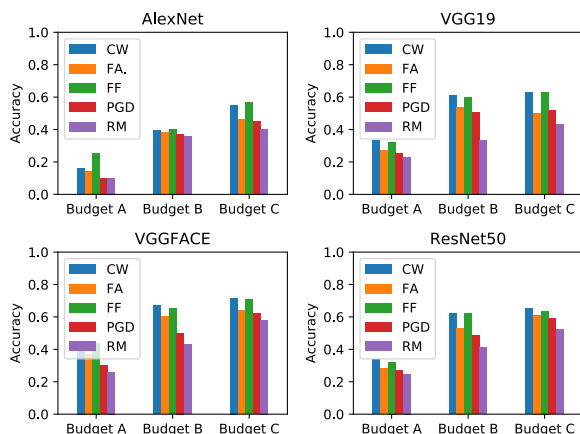 AlexNet
Accuracy
1.0
0.8
0.6
0.4
0.2
0.0
CW
FA.
FF
PGD
RM
Budget A Budget B Budget C
VGG19
Accuracy
1.0
0.8
0.6
0.4
0.2
0.0
CW
FA
FF
PGD
RM
Budget A Budget B Budget C
VGGFACE
Accuracy
1.0
0.8
0.6
0.4
0.2
0.0
CW
FA
FF
PGD
RM
Budget A Budget B Budget C
ResNet50
Accuracy
1.0
0.8
0.6
0.4
0.2
0.0
CW
FA
FF
PGD
RM
Budget A Budget B Budget C